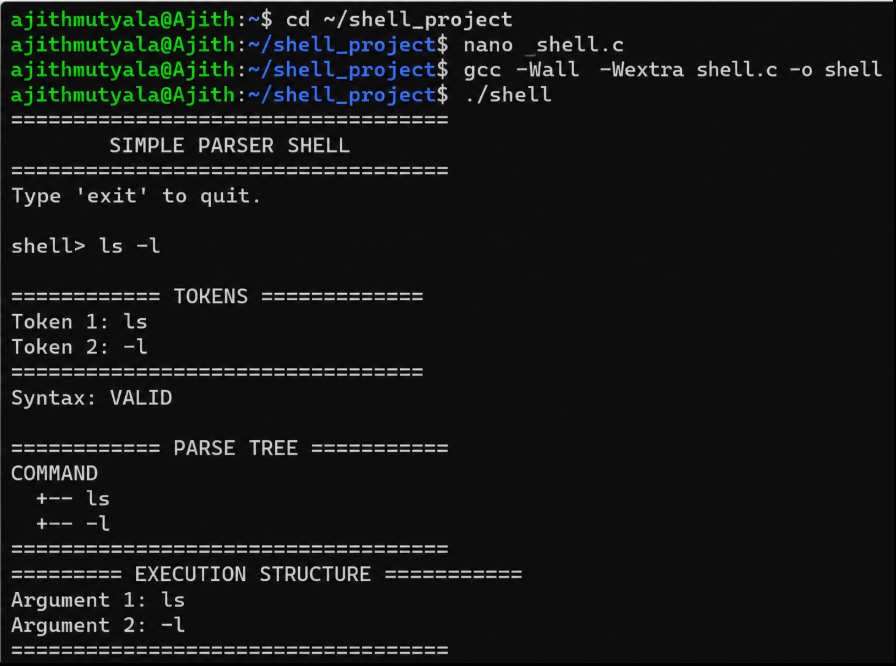 ajithmutyala@Ajith:~$ cd ~/shell_project
ajithmutyala@Ajith:~/shell_project$ nano _shell.c
ajithmutyala@Ajith:~/shell_project$ gcc -Wall  -Wextra shell.c -o shell
ajithmutyala@Ajith:~/shell_project$ ./shell
===================================
        SIMPLE PARSER SHELL
===================================
Type 'exit' to quit.

shell> ls -l

============ TOKENS =============
Token 1: ls
Token 2: -l
=================================
Syntax: VALID

============ PARSE TREE ===========
COMMAND
  +-- ls
  +-- -l
===================================
========= EXECUTION STRUCTURE ===========
Argument 1: ls
Argument 2: -l
===================================